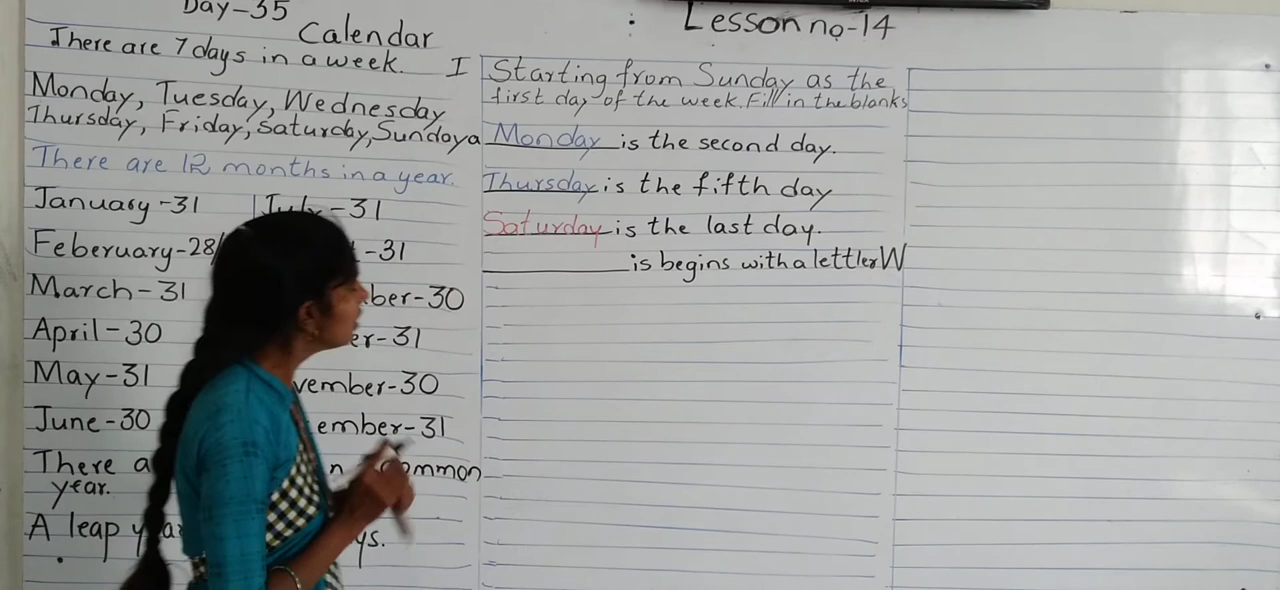 Day-35
Calendar : Lesson no-14
There are 7 days in a week.
Monday, Tuesday, Wednesday
Thursday, Friday, Saturday, Sundaya
There are 12 months in a year.
January-31
Feberuary-28/
March-31
April-30
May-31
June-30
July-31
-31
ber-30
er-31
vember-30
ember-31
There a n common
year.
A leap y ys.
I Starting from Sunday as the
first day of the week. Fill in the blanks
Monday is the second day.
Thursday is the fifth day
Saturday is the last day.
is begins with a lettler W